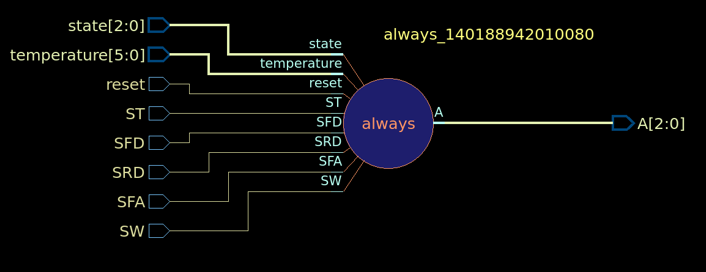 always_140188942010080
state[2:0]
temperature[5:0]
reset
ST
SFD
SRD
SFA
SW
state
temperature
reset
ST
SFD
SRD
SFA
SW
always
A
A[2:0]